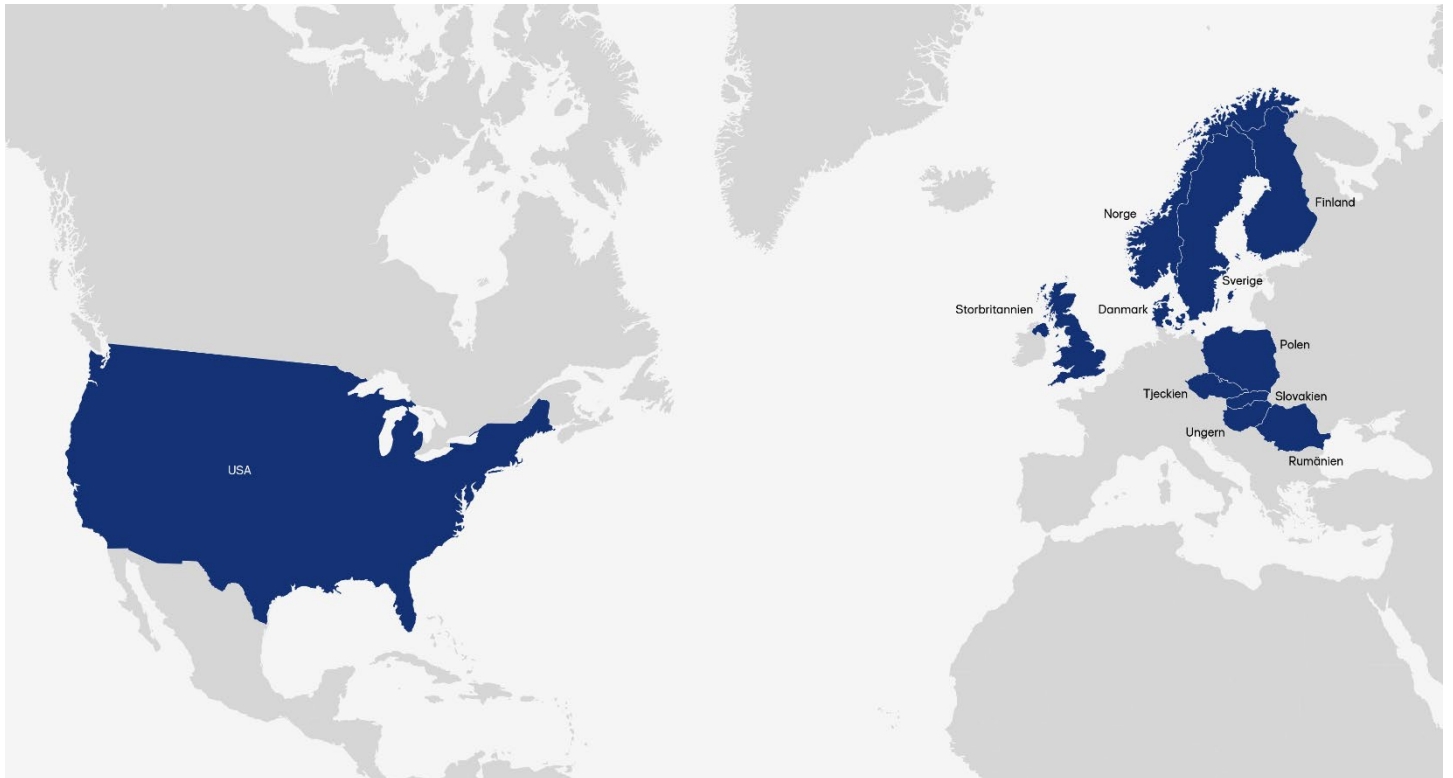 Finland
Norge
Sverige
Storbritannien
Danmark
Polen
Tjeckien
Slovakien
Ungern
Rumänien
USA